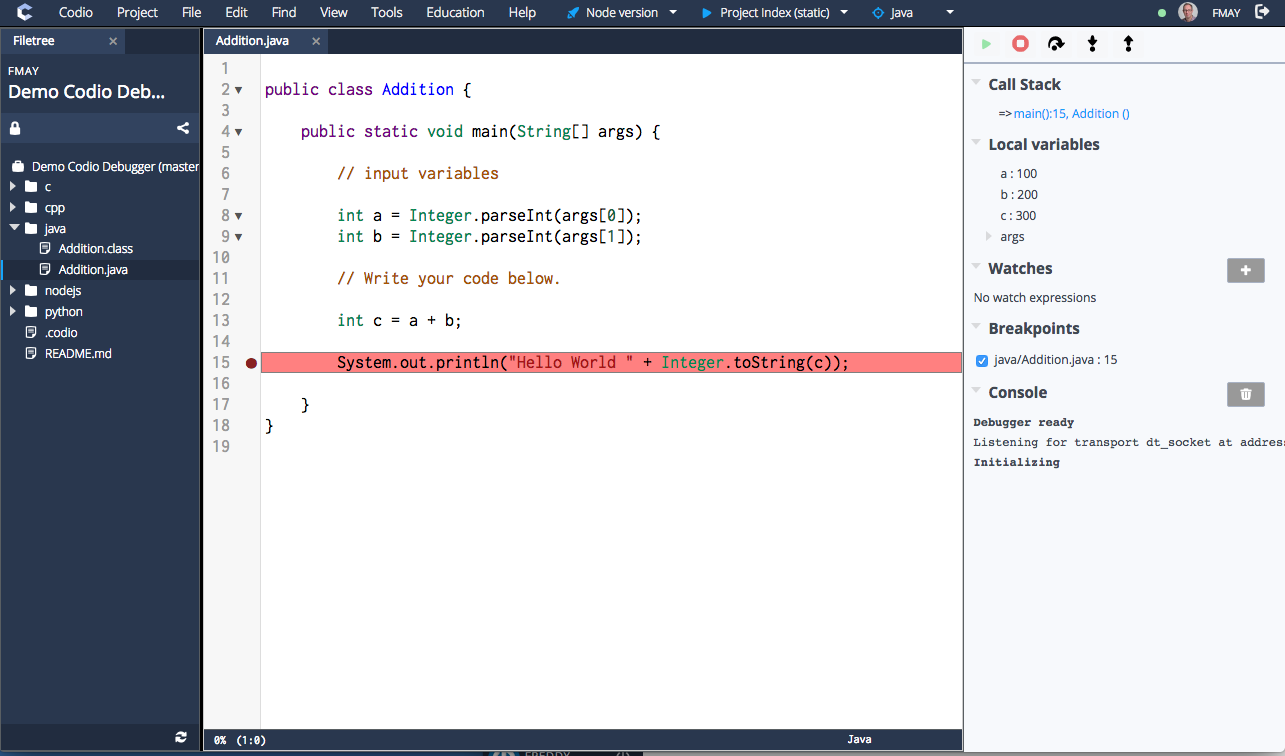 Codio Project File Edit Find View Tools Education Help Node version Project Index (static) Java FMAY
Filetree ×
FMAY
Demo Codio Deb...
Demo Codio Debugger (master
c
cpp
java
Addition.class
Addition.java
nodejs
python
.codio
README.md
Addition.java ×
1
2 public class Addition {
3
4 public static void main(String[] args) {
5
6 // input variables
7
8 int a = Integer.parseInt(args[0]);
9 int b = Integer.parseInt(args[1]);
10
11 // Write your code below.
12
13 int c = a + b;
14
15 System.out.println("Hello World " + Integer.toString(c));
16
17 }
18 }
19
0% (1:0) Java
Call Stack
=> main():15, Addition ()
Local variables
a : 100
b : 200
c : 300
args
Watches
No watch expressions
Breakpoints
java/Addition.java : 15
Console
Debugger ready
Listening for transport dt_socket at addres
Initializing